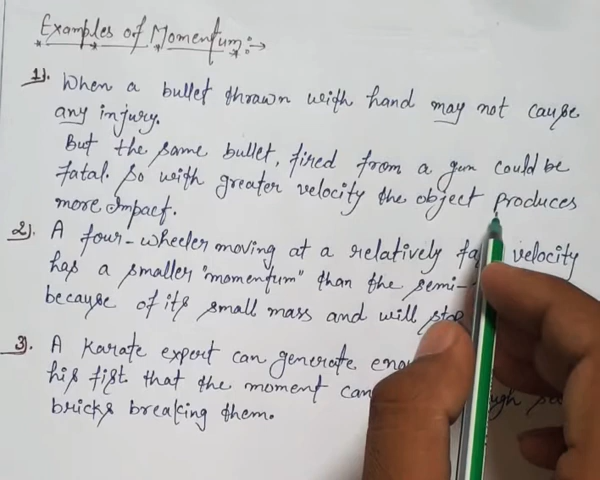 Examples of Momentum:→
1). When a bullet thrawn with hand may not cause
any injury.
But the same bullet, fired from a gun could be
fatal. So with greater velocity the object produces
more impact.
2). A four-wheeler moving at a relatively velocity
has a smaller "momentum" than the semi-
because of its small mass and will stop
3). A Karate expert can generate
his fist that the moment can
bricks breaking them.